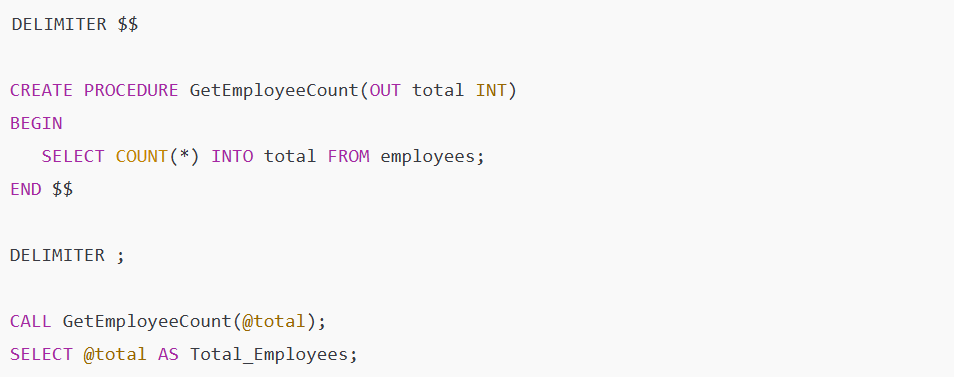 DELIMITER $$
CREATE PROCEDURE GetEmployeeCount(OUT total INT)
BEGIN
   SELECT COUNT(*) INTO total FROM employees;
END $$
DELIMITER ;
CALL GetEmployeeCount(@total);
SELECT @total AS Total_Employees;